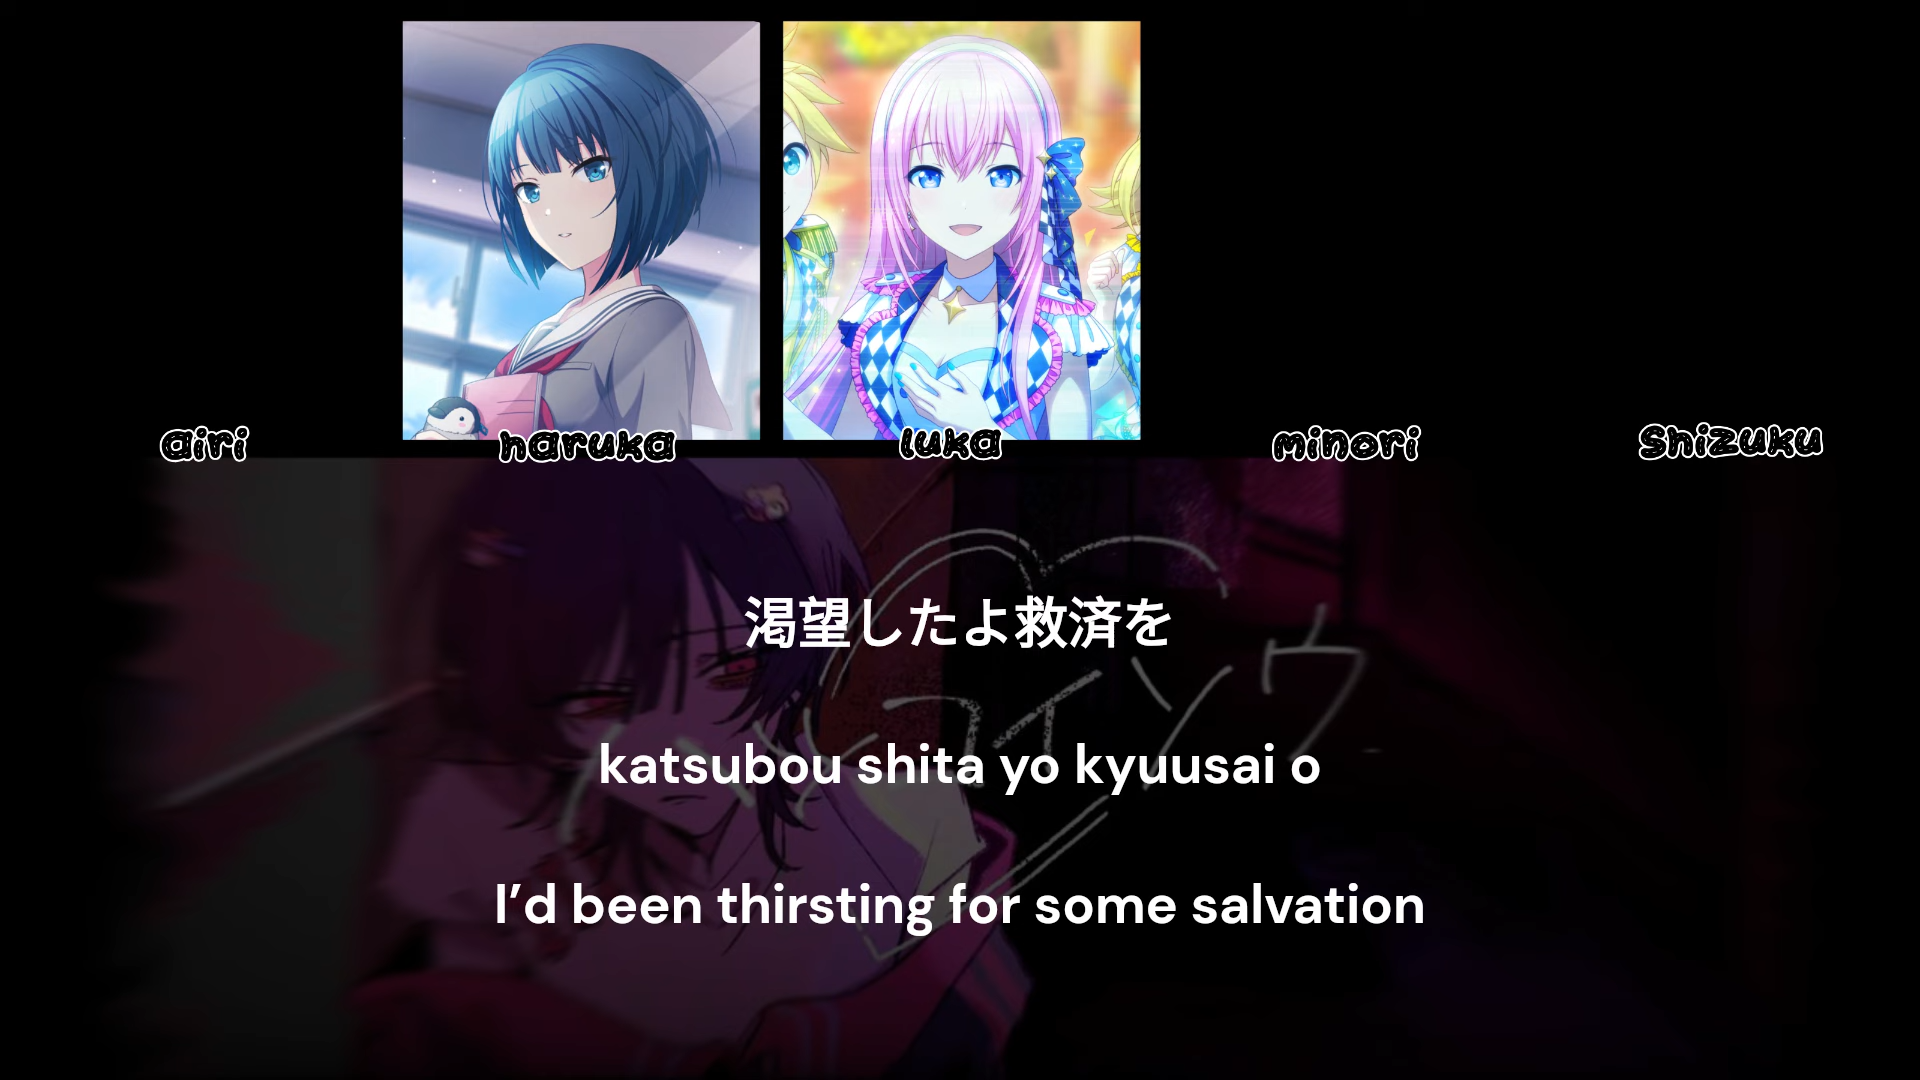 airi
haruka
luka
minori
Shizuku
渇望したよ救済を
katsubou shita yo kyuusai o
I’d been thirsting for some salvation